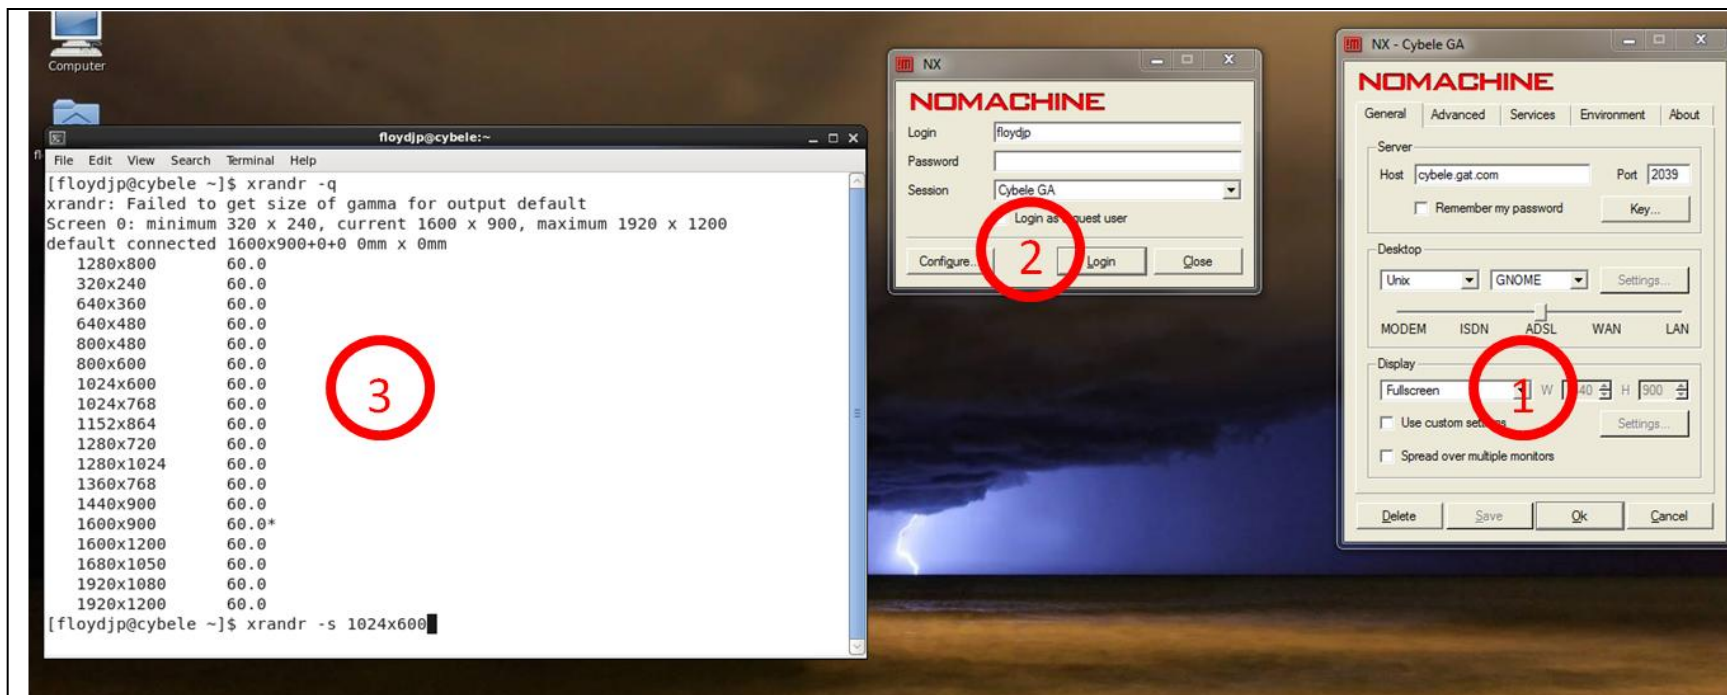 Computer
floydjp@cybele:~
File Edit View Search Terminal Help
[floydjp@cybele ~]$ xrandr -q
xrandr: Failed to get size of gamma for output default
Screen 0: minimum 320 x 240, current 1600 x 900, maximum 1920 x 1200
default connected 1600x900+0+0 0mm x 0mm
1280x800 60.0
320x240 60.0
640x360 60.0
640x480 60.0
800x480 60.0
800x600 60.0
1024x600 60.0
1024x768 60.0
1152x864 60.0
1280x720 60.0
1280x1024 60.0
1360x768 60.0
1440x900 60.0
1600x900 60.0*
1600x1200 60.0
1680x1050 60.0
1920x1080 60.0
1920x1200 60.0
[floydjp@cybele ~]$ xrandr -s 1024x600
3
!m NX
NOMACHINE
Login floydjp
Password
Session Cybele GA
Login as guest user
Configure... Login Close
2
!m NX - Cybele GA
NOMACHINE
General Advanced Services Environment About
Server
Host cybele.gat.com Port 2039
Remember my password Key...
Desktop
Unix GNOME Settings...
MODEM ISDN ADSL WAN LAN
Display
Fullscreen W 40 H 900
Use custom settings Settings...
Spread over multiple monitors
Delete Save Ok Cancel
1